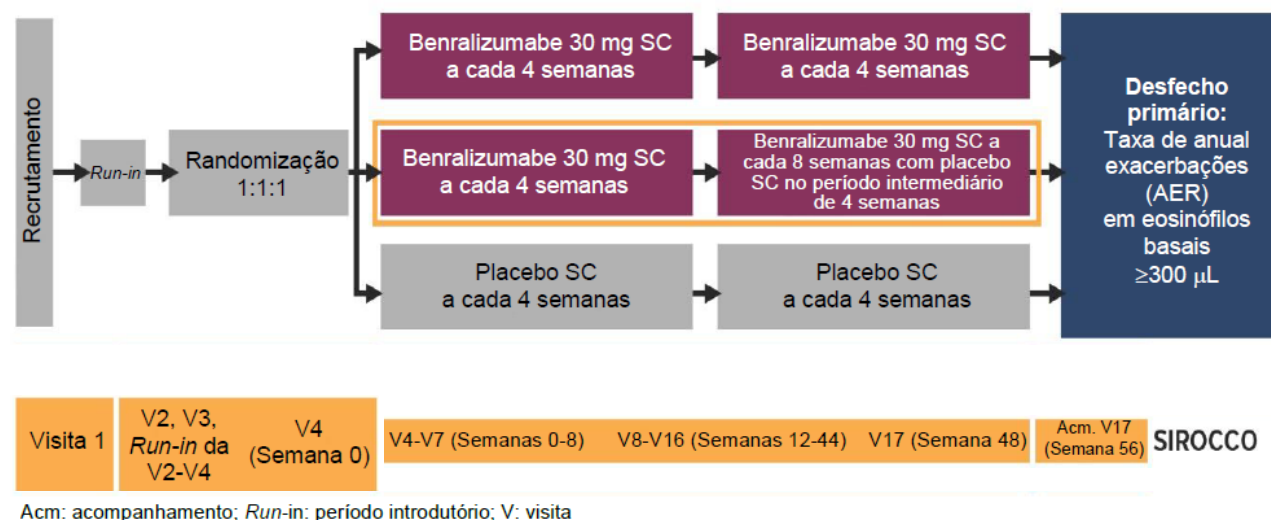 Recrutamento
Run-in
Randomização
1:1:1
Benralizumabe 30 mg SC
a cada 4 semanas
Benralizumabe 30 mg SC
a cada 4 semanas
Benralizumabe 30 mg SC
a cada 4 semanas
Benralizumabe 30 mg SC a
cada 8 semanas com placebo
SC no período intermediário
de 4 semanas
Placebo SC
a cada 4 semanas
Placebo SC
a cada 4 semanas
Desfecho
primário:
Taxa de anual
exacerbações
(AER)
em eosinófilos
basais
≥300 μL
Visita 1
V2, V3,
Run-in da
V2-V4
V4
(Semana 0)
V4-V7 (Semanas 0-8)
V8-V16 (Semanas 12-44)
V17 (Semana 48)
Acm. V17
(Semana 56)
SIROCCO
Acm: acompanhamento; Run-in: período introdutório; V: visita